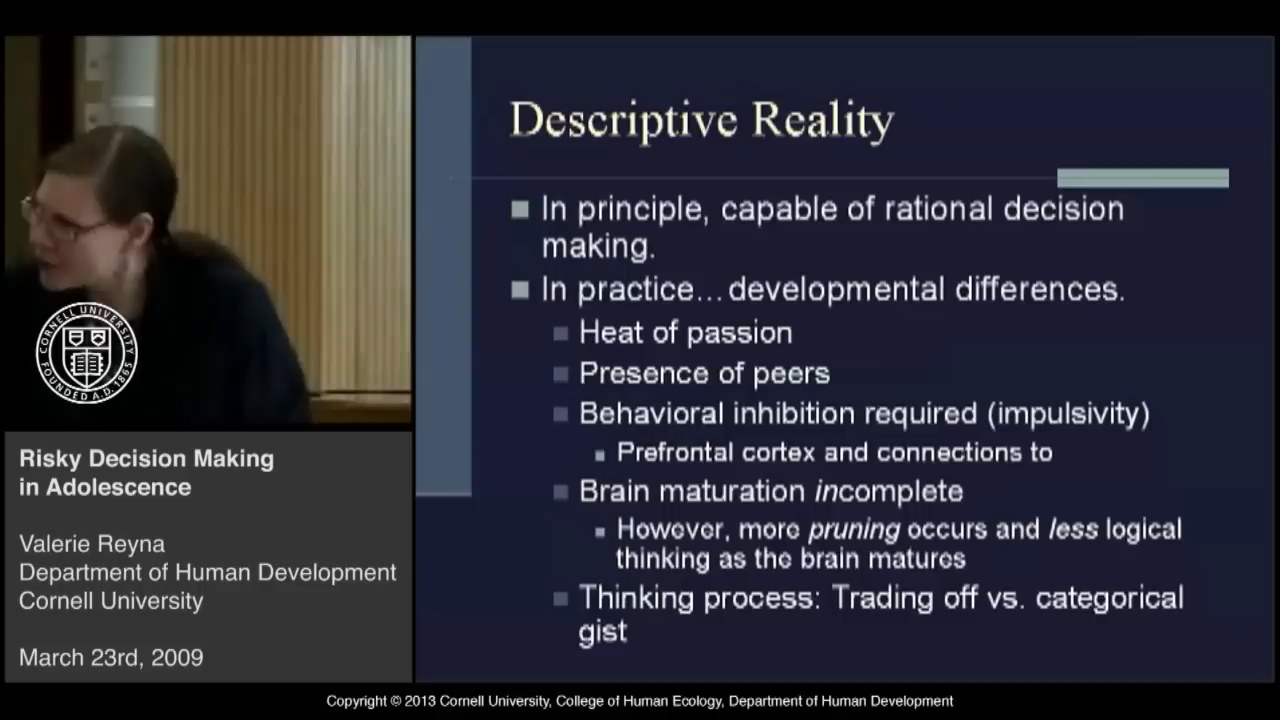 Descriptive Reality
In principle, capable of rational decision
making.
In practice... developmental differences.
Heat of passion
Presence of peers
Behavioral inhibition required (impulsivity)
Prefrontal cortex and connections to
Brain maturation incomplete
However, more pruning occurs and less logical
thinking as the brain matures
Thinking process: Trading off vs. categorical
gist
CORNELL UNIVERSITY
FOUNDED A.D. 1865
Risky Decision Making
in Adolescence
Valerie Reyna
Department of Human Development
Cornell University
March 23rd, 2009
Copyright © 2013 Cornell University, College of Human Ecology, Department of Human Development